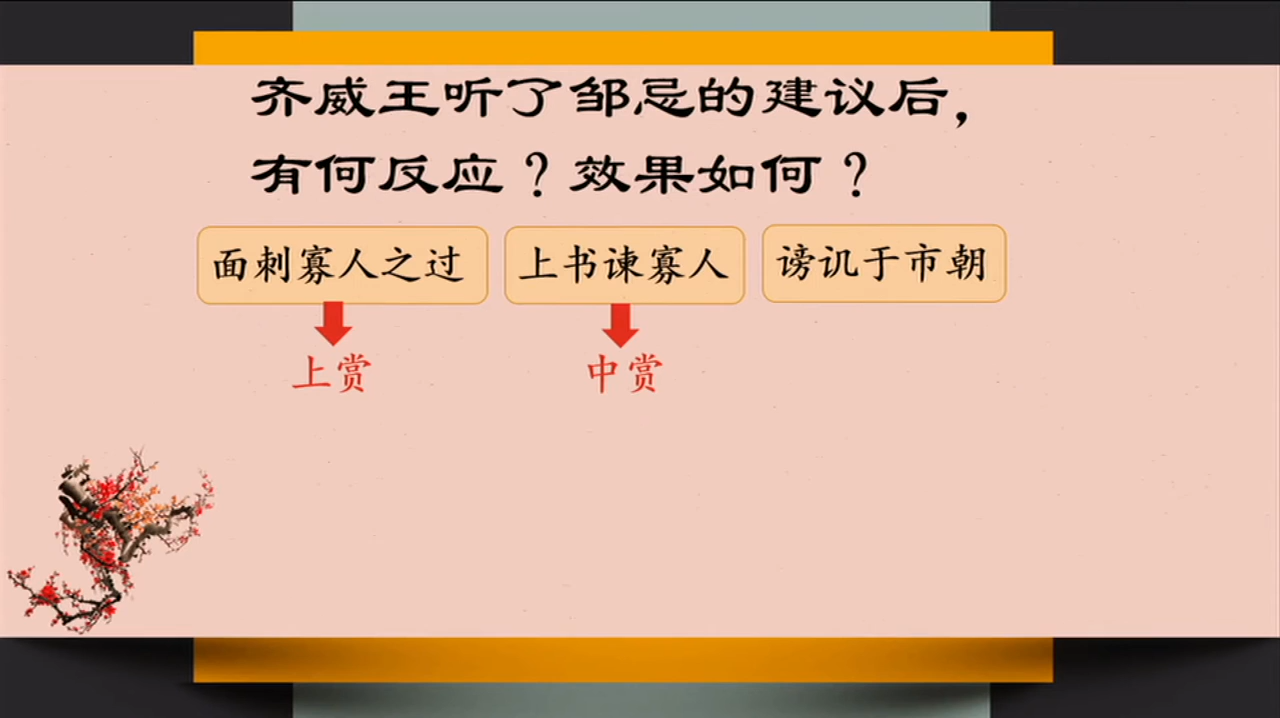 齐威王听了邹忌的建议后，
有何反应？效果如何？
面刺寡人之过 上书谏寡人 谤讥于市朝
上赏 中赏